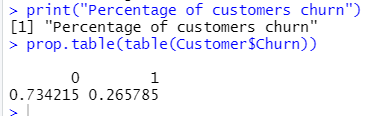 > print("Percentage of customers churn")
[1] "Percentage of customers churn"
> prop.table(table(Customer$Churn))
0 1
0.734215 0.265785
>